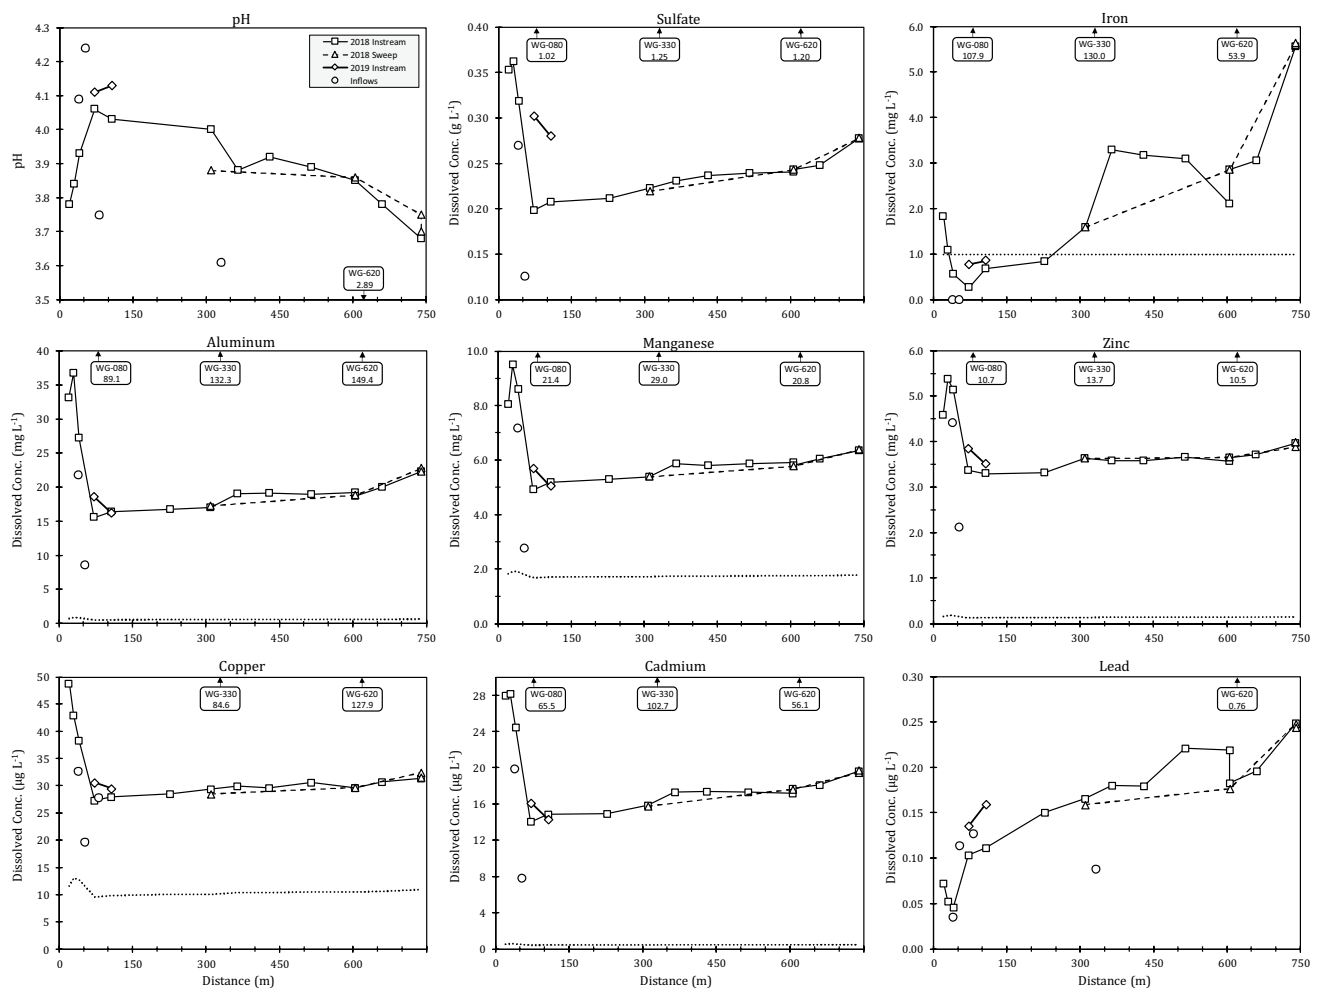 pH
4.3
4.2
4.1
4.0
3.9
3.8
3.7
3.6
3.5
pH
2018 Instream
2018 Sweep
2019 Instream
Inflows
WG-620
2.89
0 150 300 450 600 750
Sulfate
0.40
0.35
0.30
0.25
0.20
0.15
0.10
Dissolved Conc. (g L-1)
WG-080
1.02
WG-330
1.25
WG-620
1.20
0 150 300 450 600 750
Iron
6.0
5.0
4.0
3.0
2.0
1.0
0.0
Dissolved Conc. (mg L-1)
WG-080
107.9
WG-330
130.0
WG-620
53.9
0 150 300 450 600 750
Aluminum
40
35
30
25
20
15
10
5
0
Dissolved Conc. (mg L-1)
WG-080
89.1
WG-330
132.3
WG-620
149.4
0 150 300 450 600 750
Manganese
10.0
8.0
6.0
4.0
2.0
0.0
Dissolved Conc. (mg L-1)
WG-080
21.4
WG-330
29.0
WG-620
20.8
0 150 300 450 600 750
Zinc
6.0
5.0
4.0
3.0
2.0
1.0
0.0
Dissolved Conc. (mg L-1)
WG-080
10.7
WG-330
13.7
WG-620
10.5
0 150 300 450 600 750
Copper
50
45
40
35
30
25
20
15
10
5
0
Dissolved Conc. (µg L-1)
WG-330
84.6
WG-620
127.9
0 150 300 450 600 750
Distance (m)
Cadmium
28
24
20
16
12
8
4
0
Dissolved Conc. (µg L-1)
WG-080
65.5
WG-330
102.7
WG-620
56.1
0 150 300 450 600 750
Distance (m)
Lead
0.30
0.25
0.20
0.15
0.10
0.05
0.00
Dissolved Conc. (µg L-1)
WG-620
0.76
0 150 300 450 600 750
Distance (m)